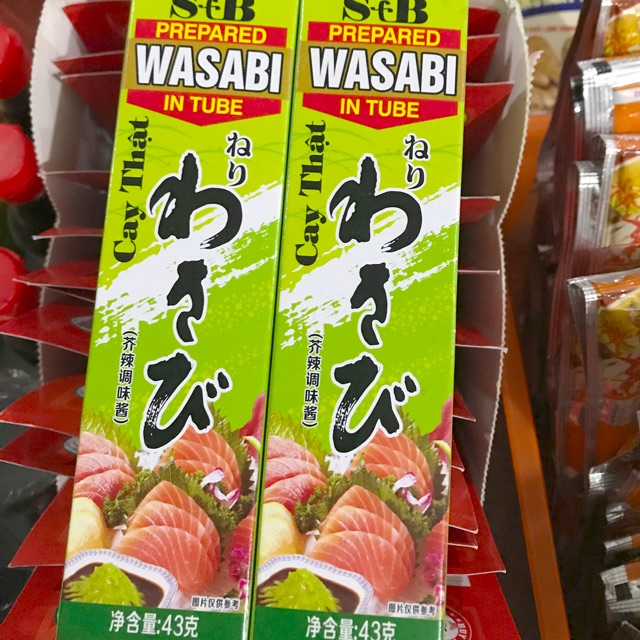 S&B
PREPARED
WASABI
IN TUBE
Cay Thật
ねり
わさび
(芥辣调味酱)
图片仅供参考
净含量:43克
S&B
PREPARED
WASABI
IN TUBE
Cay Thật
ねり
わさび
(芥辣调味酱)
图片仅供参考
净含量:43克